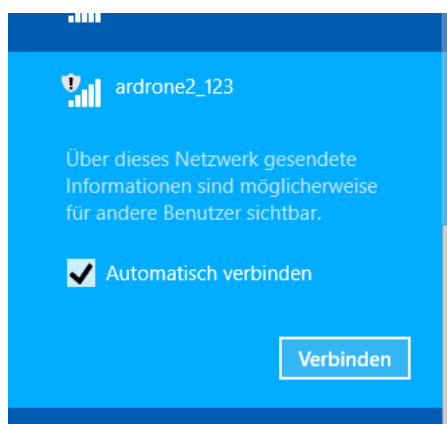 ardrone2_123
Über dieses Netzwerk gesendete
Informationen sind möglicherweise
für andere Benutzer sichtbar.
Automatisch verbinden
Verbinden